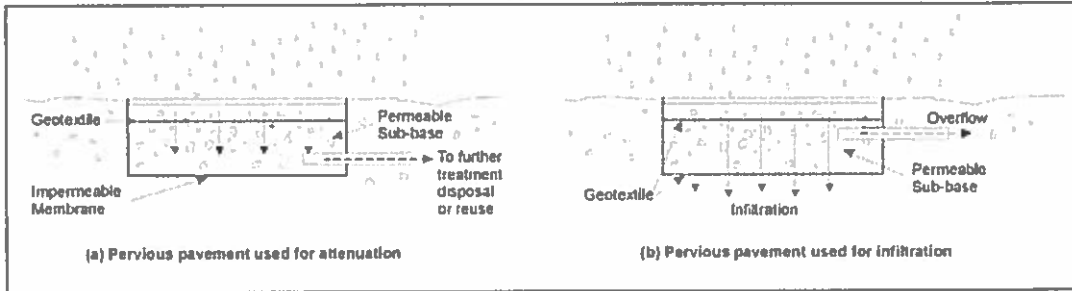 Geotextile
Permeable
Sub-base
To further
treatment
disposal
or reuse
Impermeable
Membrane
(a) Pervious pavement used for attenuation
Overflow
Permeable
Sub-base
Geotextile
Infiltration
(b) Pervious pavement used for infiltration